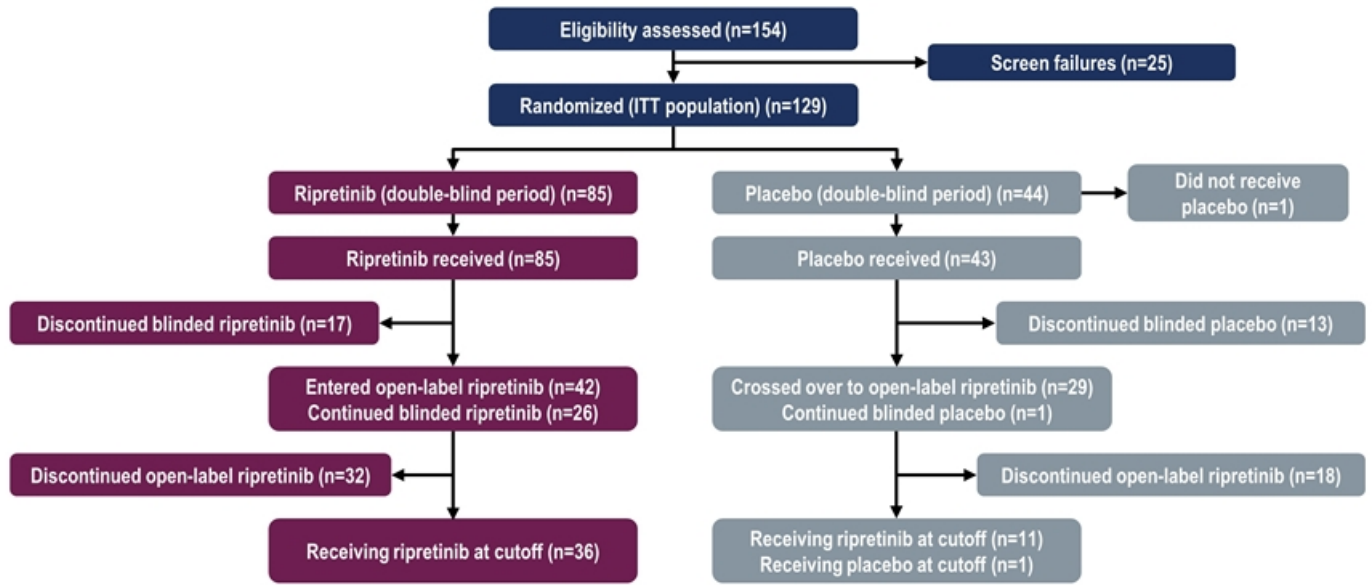 Eligibility assessed (n=154)
Screen failures (n=25)
Randomized (ITT population) (n=129)
Ripretinib (double-blind period) (n=85)
Placebo (double-blind period) (n=44)
Did not receive
placebo (n=1)
Ripretinib received (n=85)
Placebo received (n=43)
Discontinued blinded ripretinib (n=17)
Discontinued blinded placebo (n=13)
Entered open-label ripretinib (n=42)
Continued blinded ripretinib (n=26)
Crossed over to open-label ripretinib (n=29)
Continued blinded placebo (n=1)
Discontinued open-label ripretinib (n=32)
Discontinued open-label ripretinib (n=18)
Receiving ripretinib at cutoff (n=36)
Receiving ripretinib at cutoff (n=11)
Receiving placebo at cutoff (n=1)